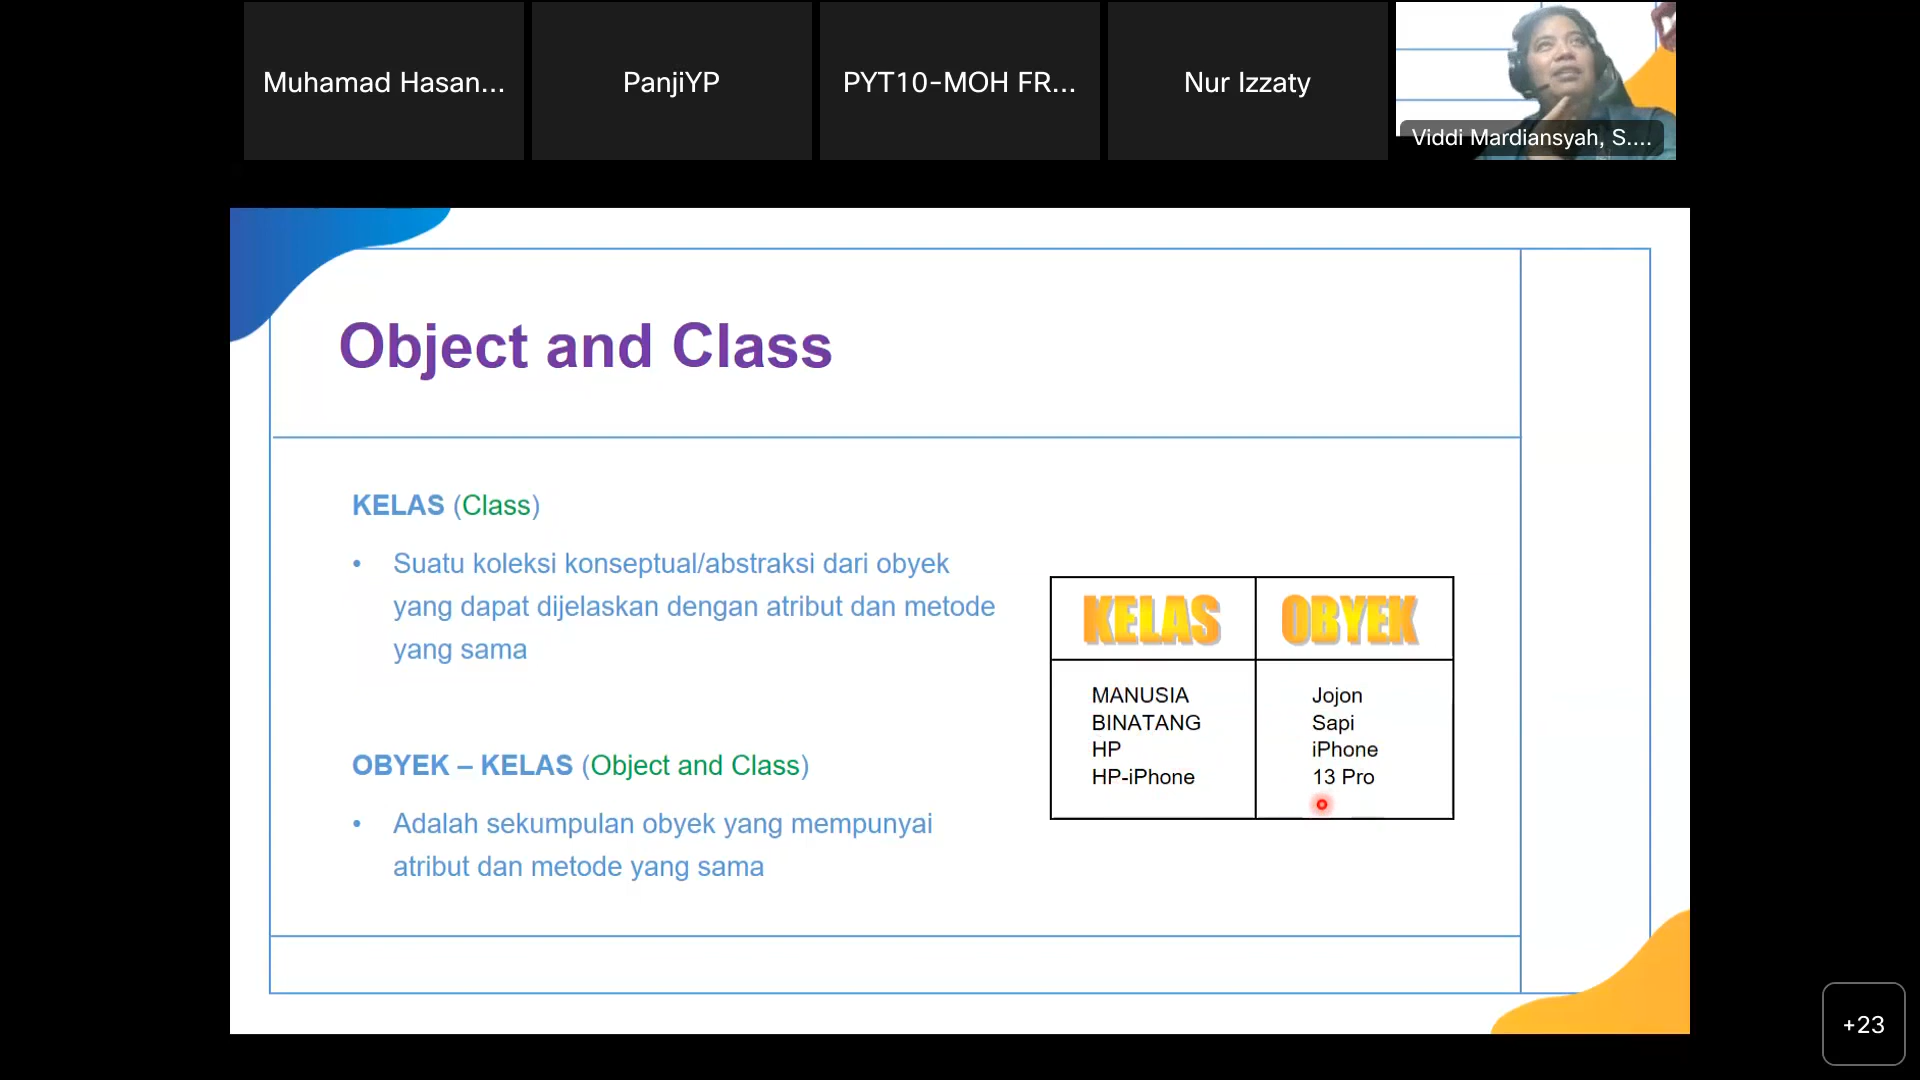 Muhamad Hasan...
PanjiYP
PYT10-MOH FR...
Nur Izzaty
Viddi Mardiansyah, S....
Object and Class
KELAS (Class)
• Suatu koleksi konseptual/abstraksi dari obyek
yang dapat dijelaskan dengan atribut dan metode
yang sama
OBYEK – KELAS (Object and Class)
• Adalah sekumpulan obyek yang mempunyai
atribut dan metode yang sama
KELAS OBYEK
MANUSIA Jojon
BINATANG Sapi
HP iPhone
HP-iPhone 13 Pro
+23